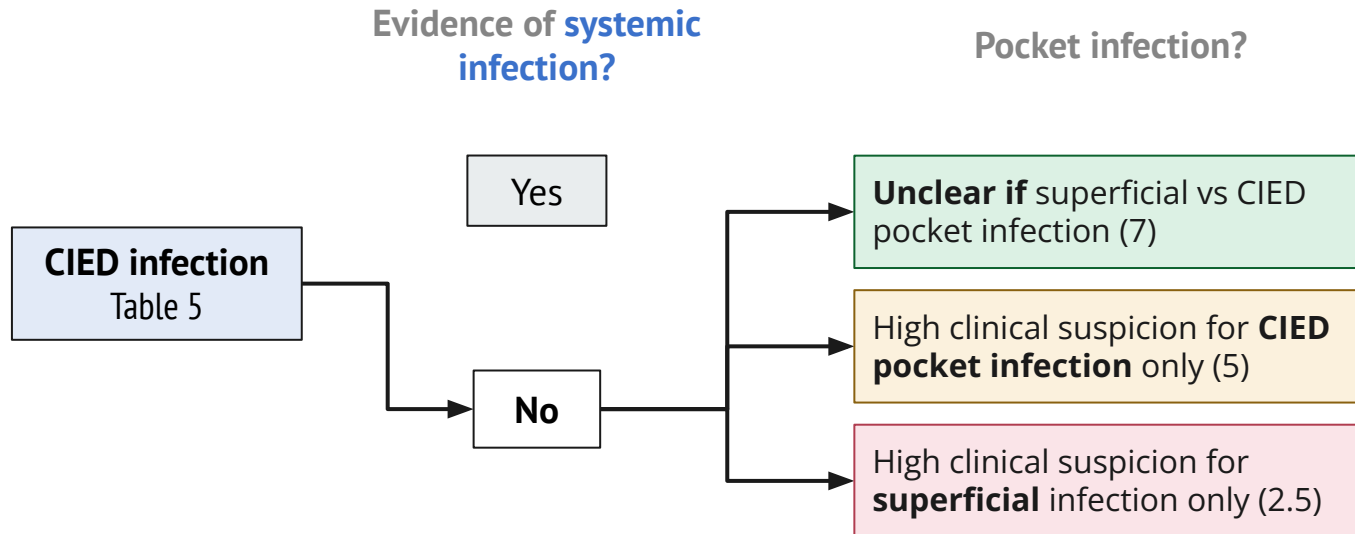 Evidence of systemic
infection?
Pocket infection?
Yes
CIED infection
Table 5
No
Unclear if superficial vs CIED
pocket infection (7)
High clinical suspicion for CIED
pocket infection only (5)
High clinical suspicion for
superficial infection only (2.5)